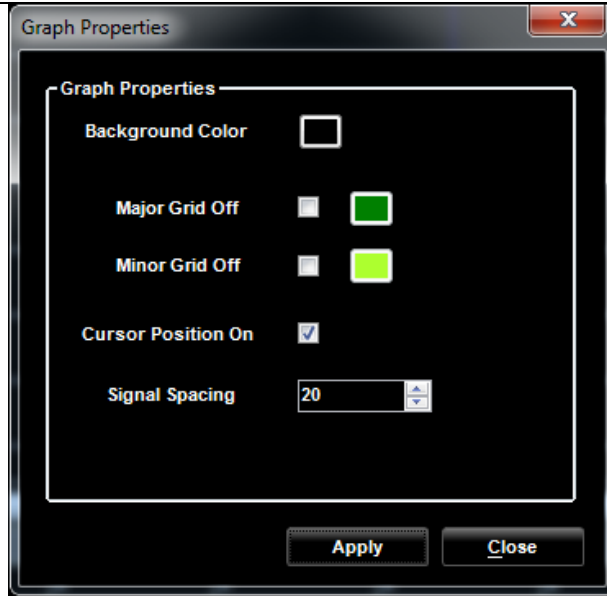 Graph Properties
Graph Properties
Background Color
Major Grid Off
Minor Grid Off
Cursor Position On
Signal Spacing 20
Apply Close